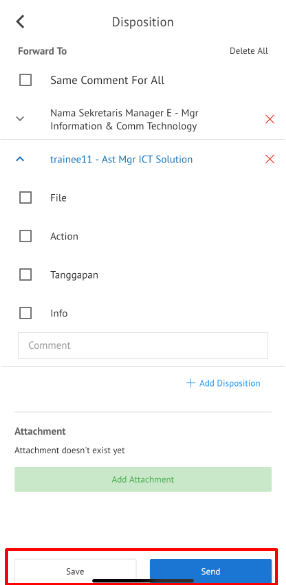 Disposition
Forward To
Delete All
Same Comment For All
Nama Sekretaris Manager E - Mgr
Information & Comm Technology
trainee11 - Ast Mgr ICT Solution
File
Action
Tanggapan
Info
Comment
+ Add Disposition
Attachment
Attachment doesn't exist yet
Add Attachment
Save
Send